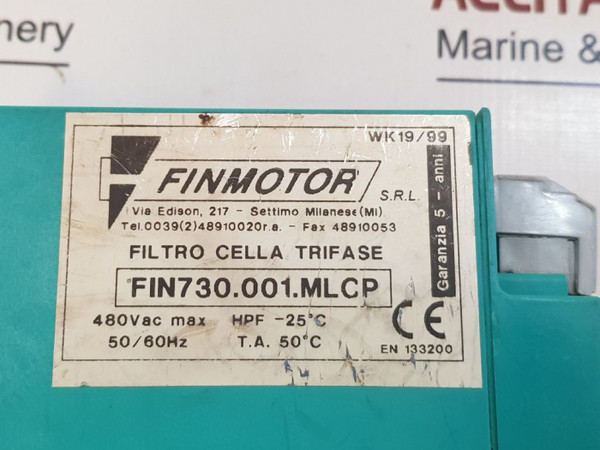 nery
Marine &
WK19/99
FINMOTOR S.R.L.
Via Edison, 217 - Settimo Milanese(MI)
Tel.0039(2)48910020r.a. - Fax 48910053
FILTRO CELLA TRIFASE
FIN730.001.MLCP
480Vac max HPF -25°C
50/60Hz T.A. 50°C
Garanzia 5 - anni
CE
EN 133200